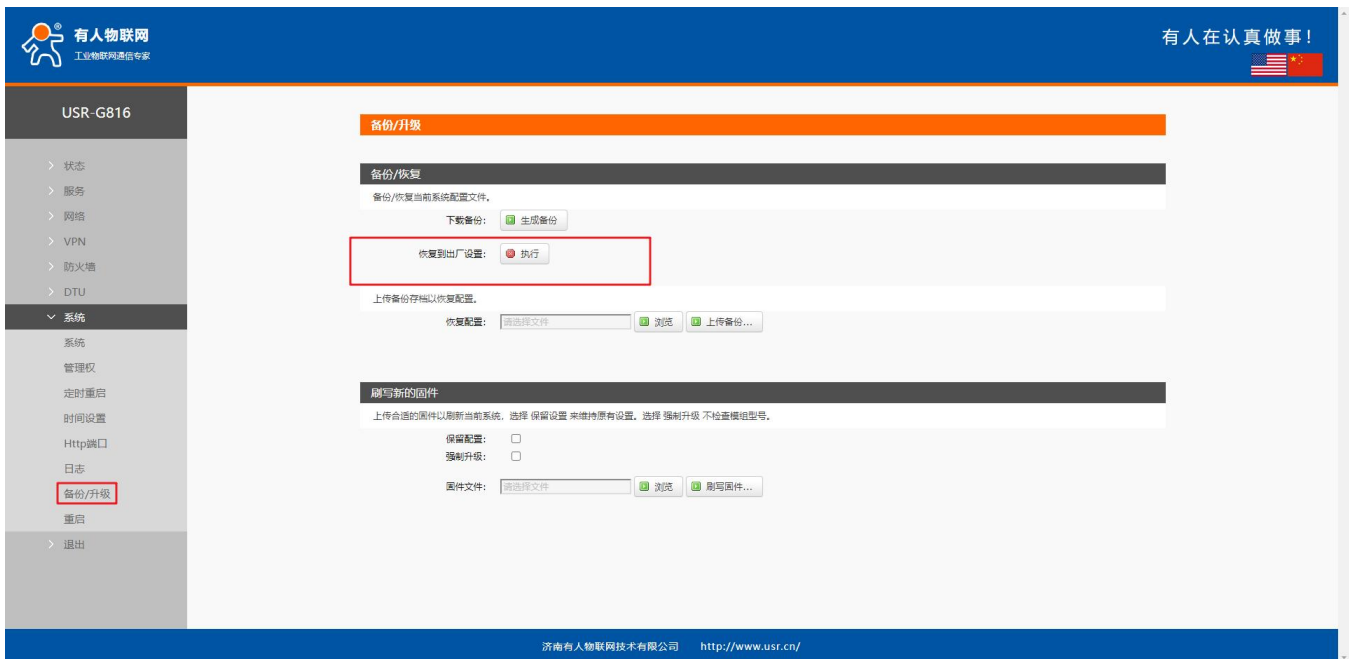 有人物联网
工业物联网通信专家
有人在认真做事！
USR-G816
状态
服务
网络
VPN
防火墙
DTU
系统
系统
管理权
定时重启
时间设置
Http端口
日志
备份/升级
重启
退出
备份/升级
备份/恢复
备份/恢复当前系统配置文件。
下载备份： 生成备份
恢复到出厂设置： 执行
上传备份存档以恢复配置。
恢复配置： 请选择文件 浏览 上传备份...
刷写新的固件
上传合适的固件以刷新当前系统，选择 保留设置 来维持原有设置。选择 强制升级 不检查模组型号。
保留配置：
强制升级：
固件文件： 请选择文件 浏览 刷写固件...
济南有人物联网技术有限公司 http://www.usr.cn/